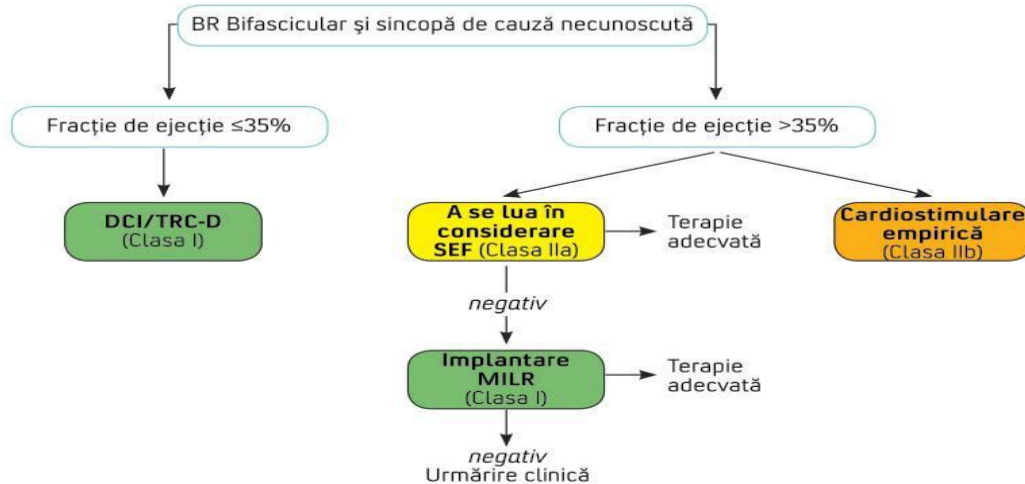 BR Bifascicular şi sincopă de cauză necunoscută
Fracție de ejecție ≤35%
Fracție de ejecție >35%
DCI/TRC-D
(Clasa I)
A se lua în
considerare
SEF (Clasa IIa)
Terapie
adecvată
Cardiostimulare
empirică
(Clasa IIb)
negativ
Implantare
MILR
(Clasa I)
Terapie
adecvată
negativ
Urmărire clinică